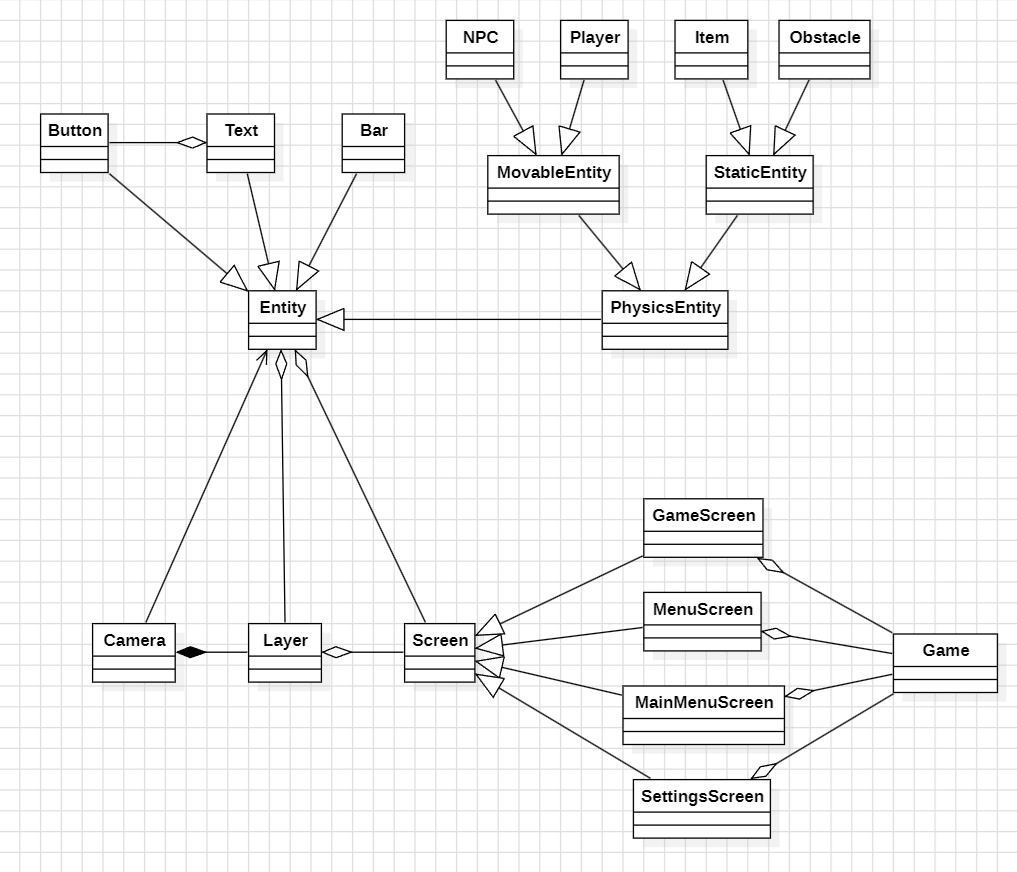 NPC
Player
Item
Obstacle
Button
Text
Bar
MovableEntity
StaticEntity
Entity
PhysicsEntity
GameScreen
MenuScreen
Camera
Layer
Screen
Game
MainMenuScreen
SettingsScreen